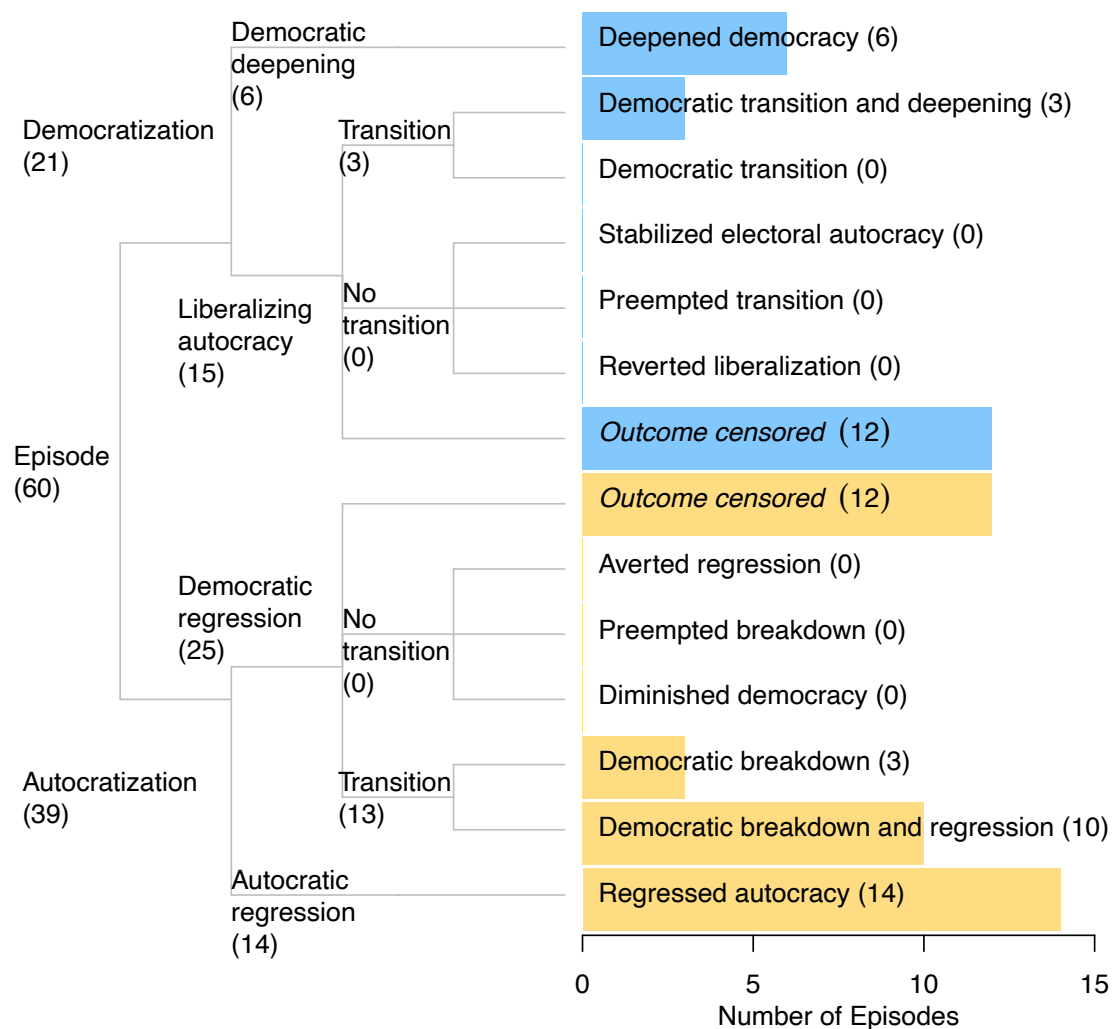 Democratic
deepening
(6)
Deepened democracy (6)
Democratization
(21)
Transition
(3)
Democratic transition and deepening (3)
Democratic transition (0)
Stabilized electoral autocracy (0)
Liberalizing
autocracy
(15)
No
transition
(0)
Preempted transition (0)
Reverted liberalization (0)
Outcome censored (12)
Episode
(60)
Outcome censored (12)
Averted regression (0)
Democratic
regression
(25)
No
transition
(0)
Preempted breakdown (0)
Diminished democracy (0)
Autocratization
(39)
Transition
(13)
Democratic breakdown (3)
Democratic breakdown and regression (10)
Autocratic
regression
(14)
Regressed autocracy (14)
0 5 10 15
Number of Episodes